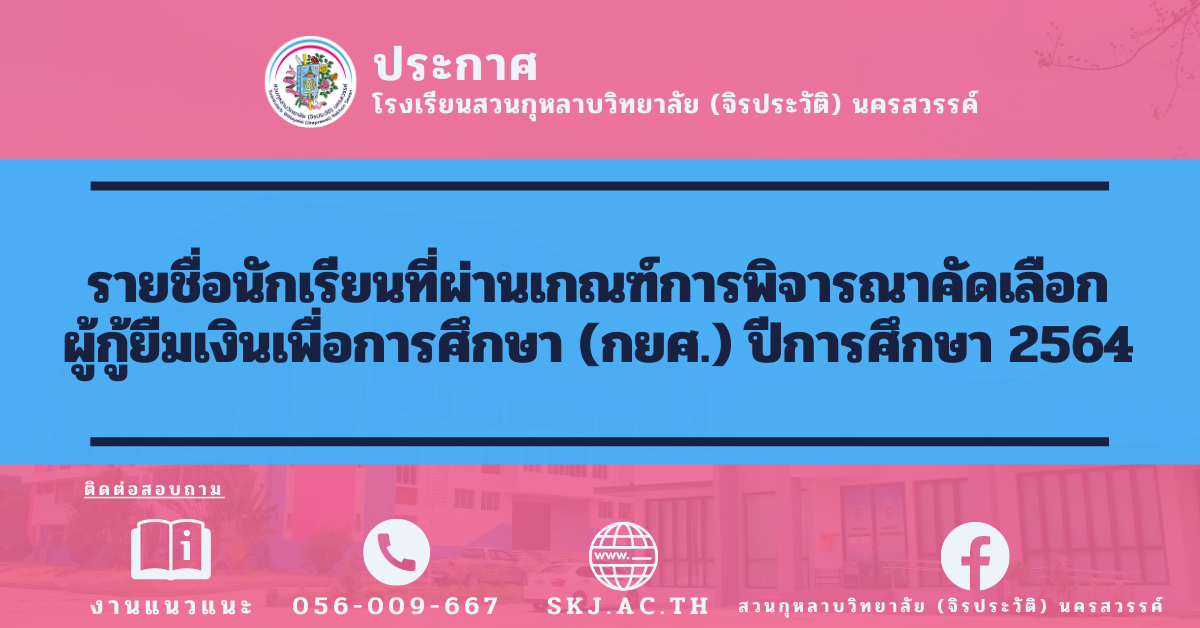 ประกาศ
โรงเรียนสวนกุหลาบวิทยาลัย (จิรประวัติ) นครสวรรค์
รายชื่อนักเรียนที่ผ่านเกณฑ์การพิจารณาคัดเลือก
ผู้กู้ยืมเงินเพื่อการศึกษา (กยศ.) ปีการศึกษา 2564
ติดต่อสอบถาม
i
www.
งานแนวแนะ
056-009-667
SKJ.AC.TH
สวนกุหลาบวิทยาลัย (จิรประวัติ) นครสวรรค์